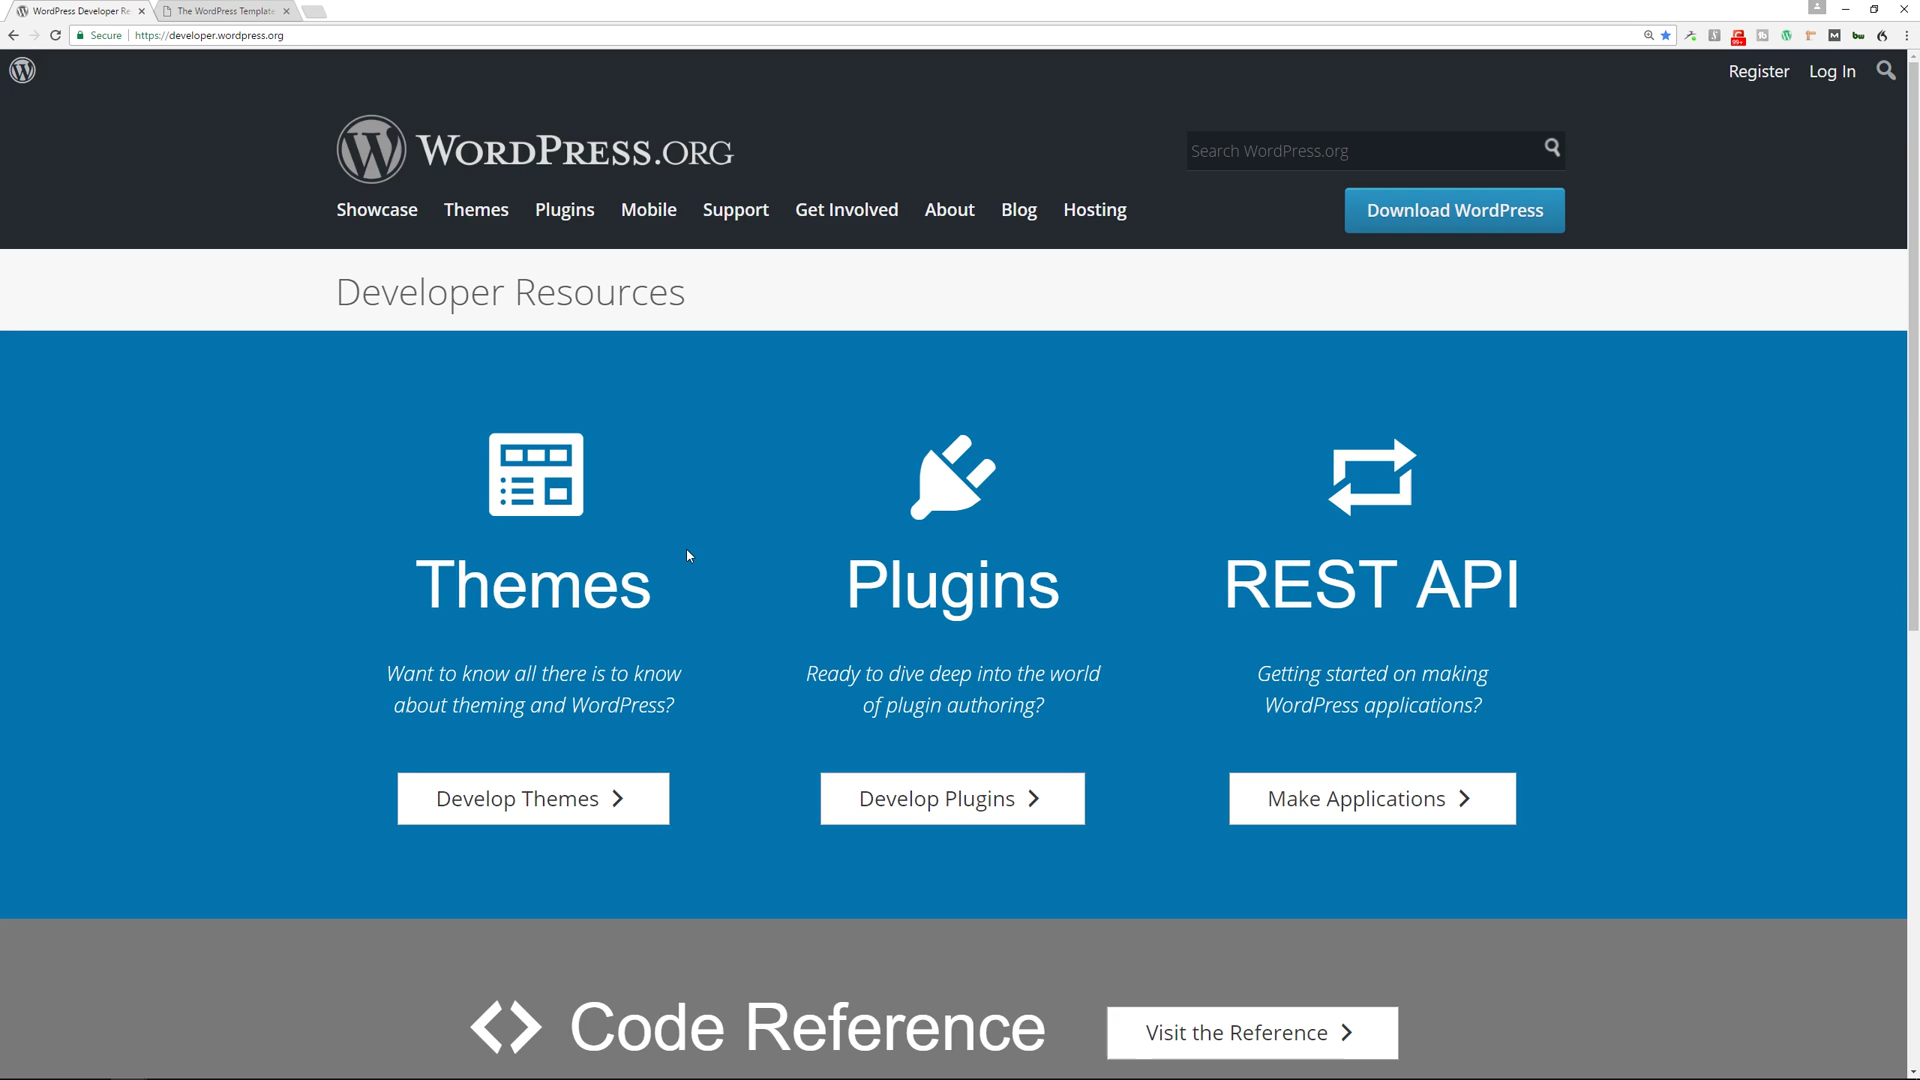 WordPress Developer Re
The WordPress Template
Secure
https://developer.wordpress.org
Register
Log In
WORDPRESS.ORG
Search WordPress.org
Showcase
Themes
Plugins
Mobile
Support
Get Involved
About
Blog
Hosting
Download WordPress
Developer Resources
Themes
Want to know all there is to know
about theming and WordPress?
Develop Themes
Plugins
Ready to dive deep into the world
of plugin authoring?
Develop Plugins
REST API
Getting started on making
WordPress applications?
Make Applications
Code Reference
Visit the Reference